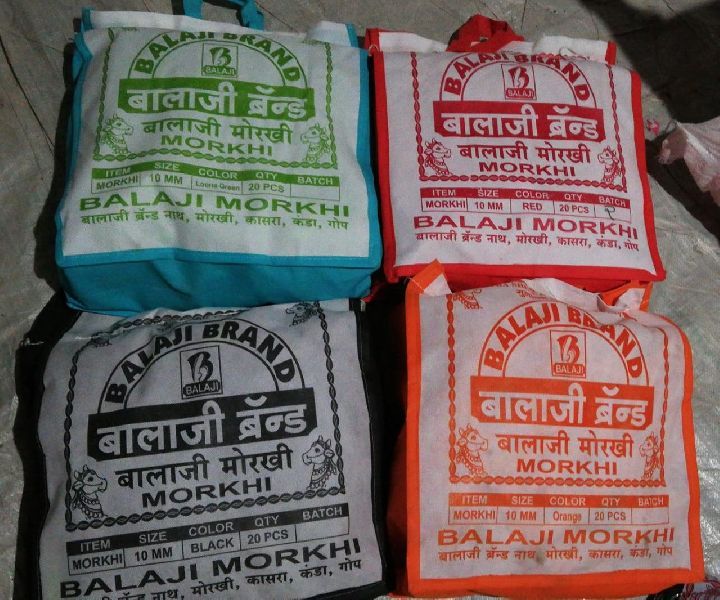 BALAJI BRAND
BALAJI
बालाजी ब्रॅन्ड
बालाजी मोरखी
MORKHI
ITEM SIZE COLOR QTY BATCH
MORKHI 10 MM Loorie Green 20 PCS
BALAJI MORKHI
बालाजी ब्रॅन्ड नाथ, मोरखी, कासरा, कंडा, गोप
BALAJI BRAND
BALAJI
बालाजी ब्रॅन्ड
बालाजी मोरखी
MORKHI
ITEM SIZE COLOR QTY BATCH
MORKHI 10 MM RED 20 PCS
BALAJI MORKHI
बालाजी ब्रॅन्ड नाथ, मोरखी, कासरा, कंडा, गोप
BALAJI BRAND
BALAJI
बालाजी ब्रॅन्ड
बालाजी मोरखी
MORKHI
ITEM SIZE COLOR QTY BATCH
MORKHI 10 MM BLACK 20 PCS
BALAJI MORKHI
बालाजी ब्रॅन्ड नाथ, मोरखी, कासरा, कंडा, गोप
BALAJI BRAND
BALAJI
बालाजी ब्रॅन्ड
बालाजी मोरखी
MORKHI
ITEM SIZE COLOR QTY BATCH
MORKHI 10 MM Orange 20 PCS
BALAJI MORKHI
बालाजी ब्रॅन्ड नाथ, मोरखी, कासरा, कंडा, गोप